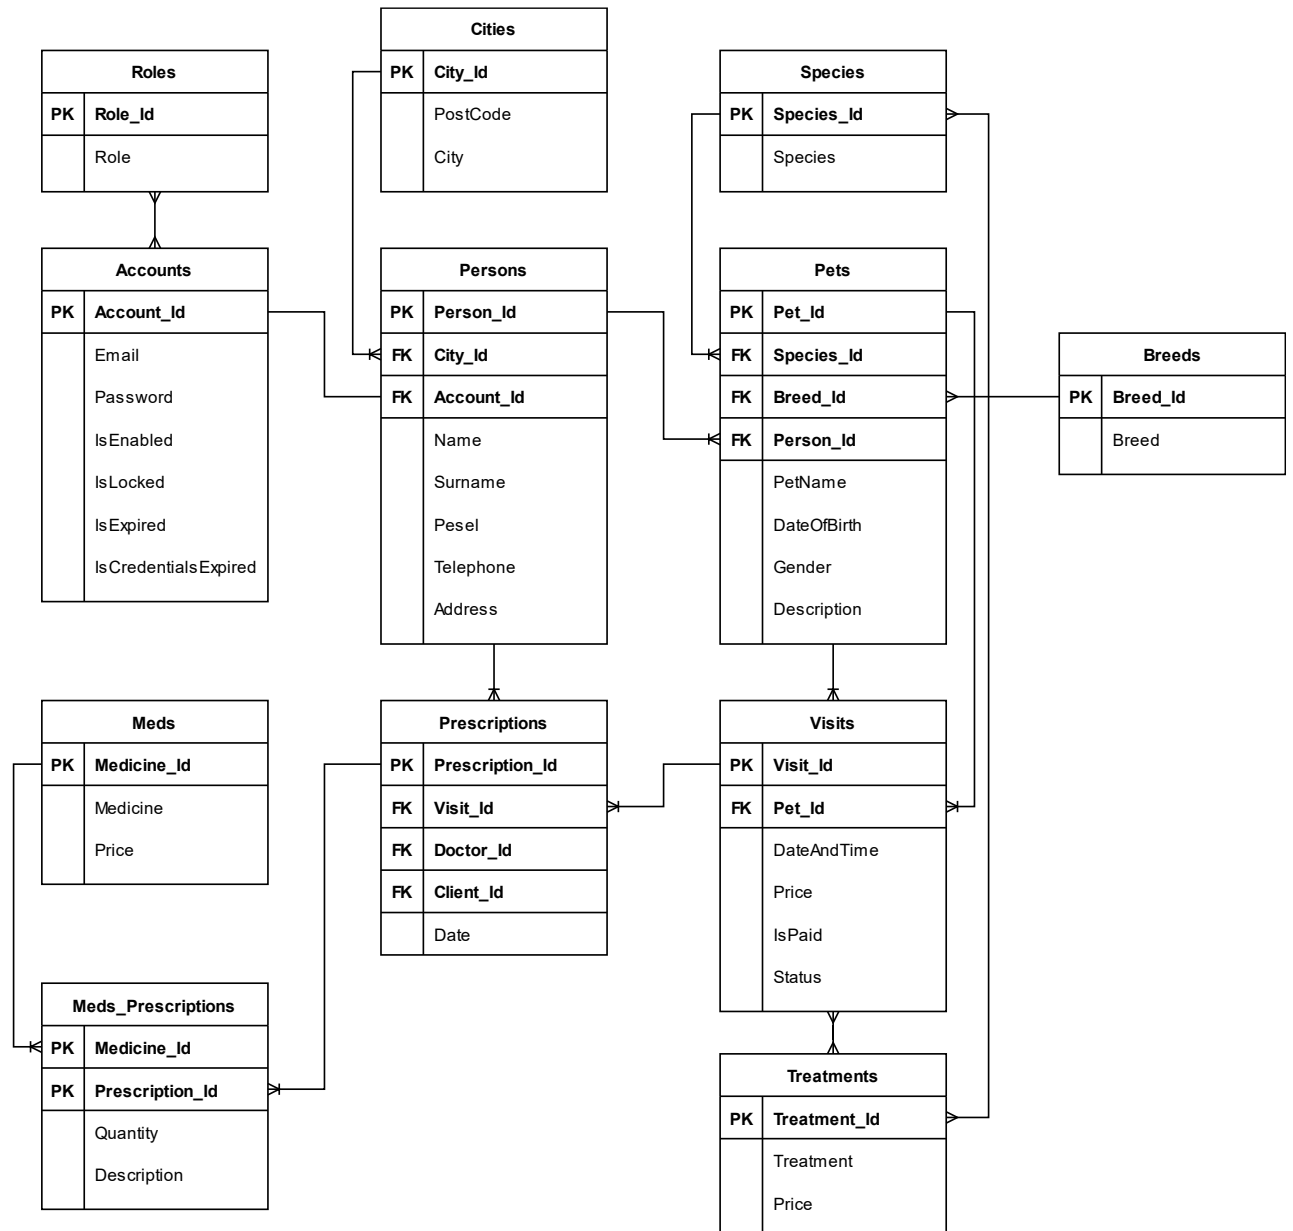 Cities
PK City_Id
PostCode
City
Roles
PK Role_Id
Role
Species
PK Species_Id
Species
Accounts
PK Account_Id
Email
Password
IsEnabled
IsLocked
IsExpired
IsCredentialsExpired
Persons
PK Person_Id
FK City_Id
FK Account_Id
Name
Surname
Pesel
Telephone
Address
Pets
PK Pet_Id
FK Species_Id
FK Breed_Id
FK Person_Id
PetName
DateOfBirth
Gender
Description
Breeds
PK Breed_Id
Breed
Meds
PK Medicine_Id
Medicine
Price
Prescriptions
PK Prescription_Id
FK Visit_Id
FK Doctor_Id
FK Client_Id
Date
Visits
PK Visit_Id
FK Pet_Id
DateAndTime
Price
IsPaid
Status
Meds_Prescriptions
PK Medicine_Id
PK Prescription_Id
Quantity
Description
Treatments
PK Treatment_Id
Treatment
Price